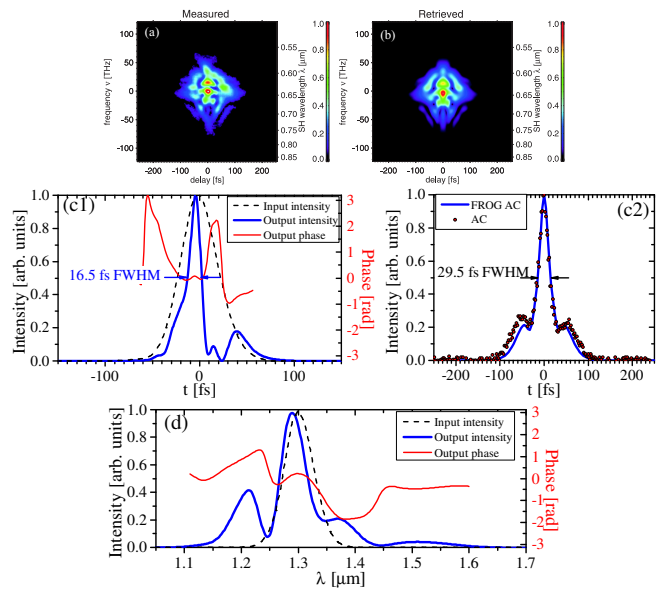 Measured
Retrieved
(a)
(b)
frequency ν [THz]
100
50
0
-50
-100
-200
0
200
delay [fs]
0.55
0.60
0.65
0.70
0.75
0.80
0.85
SH wavelength λ [μm]
1.0
0.8
0.6
0.4
0.2
0.0
frequency ν [THz]
100
50
0
-50
-100
-200
0
200
delay [fs]
0.55
0.60
0.65
0.70
0.75
0.80
0.85
SH wavelength λ [μm]
1.0
0.8
0.6
0.4
0.2
0.0
(c1)
Input intensity
Output intensity
Output phase
16.5 fs FWHM
Intensity [arb. units]
1.0
0.8
0.6
0.4
0.2
0.0
-100
0
100
t [fs]
3
2
1
0
-1
-2
-3
Phase [rad]
(c2)
FROG AC
AC
29.5 fs FWHM
Intensity [arb. units]
1.0
0.8
0.6
0.4
0.2
0.0
-200
-100
0
100
200
t [fs]
(d)
Input intensity
Output intensity
Output phase
Intensity [arb. units]
1.0
0.8
0.6
0.4
0.2
0.0
1.1
1.2
1.3
1.4
1.5
1.6
1.7
λ [μm]
3
2
1
0
-1
-2
-3
Phase [rad]